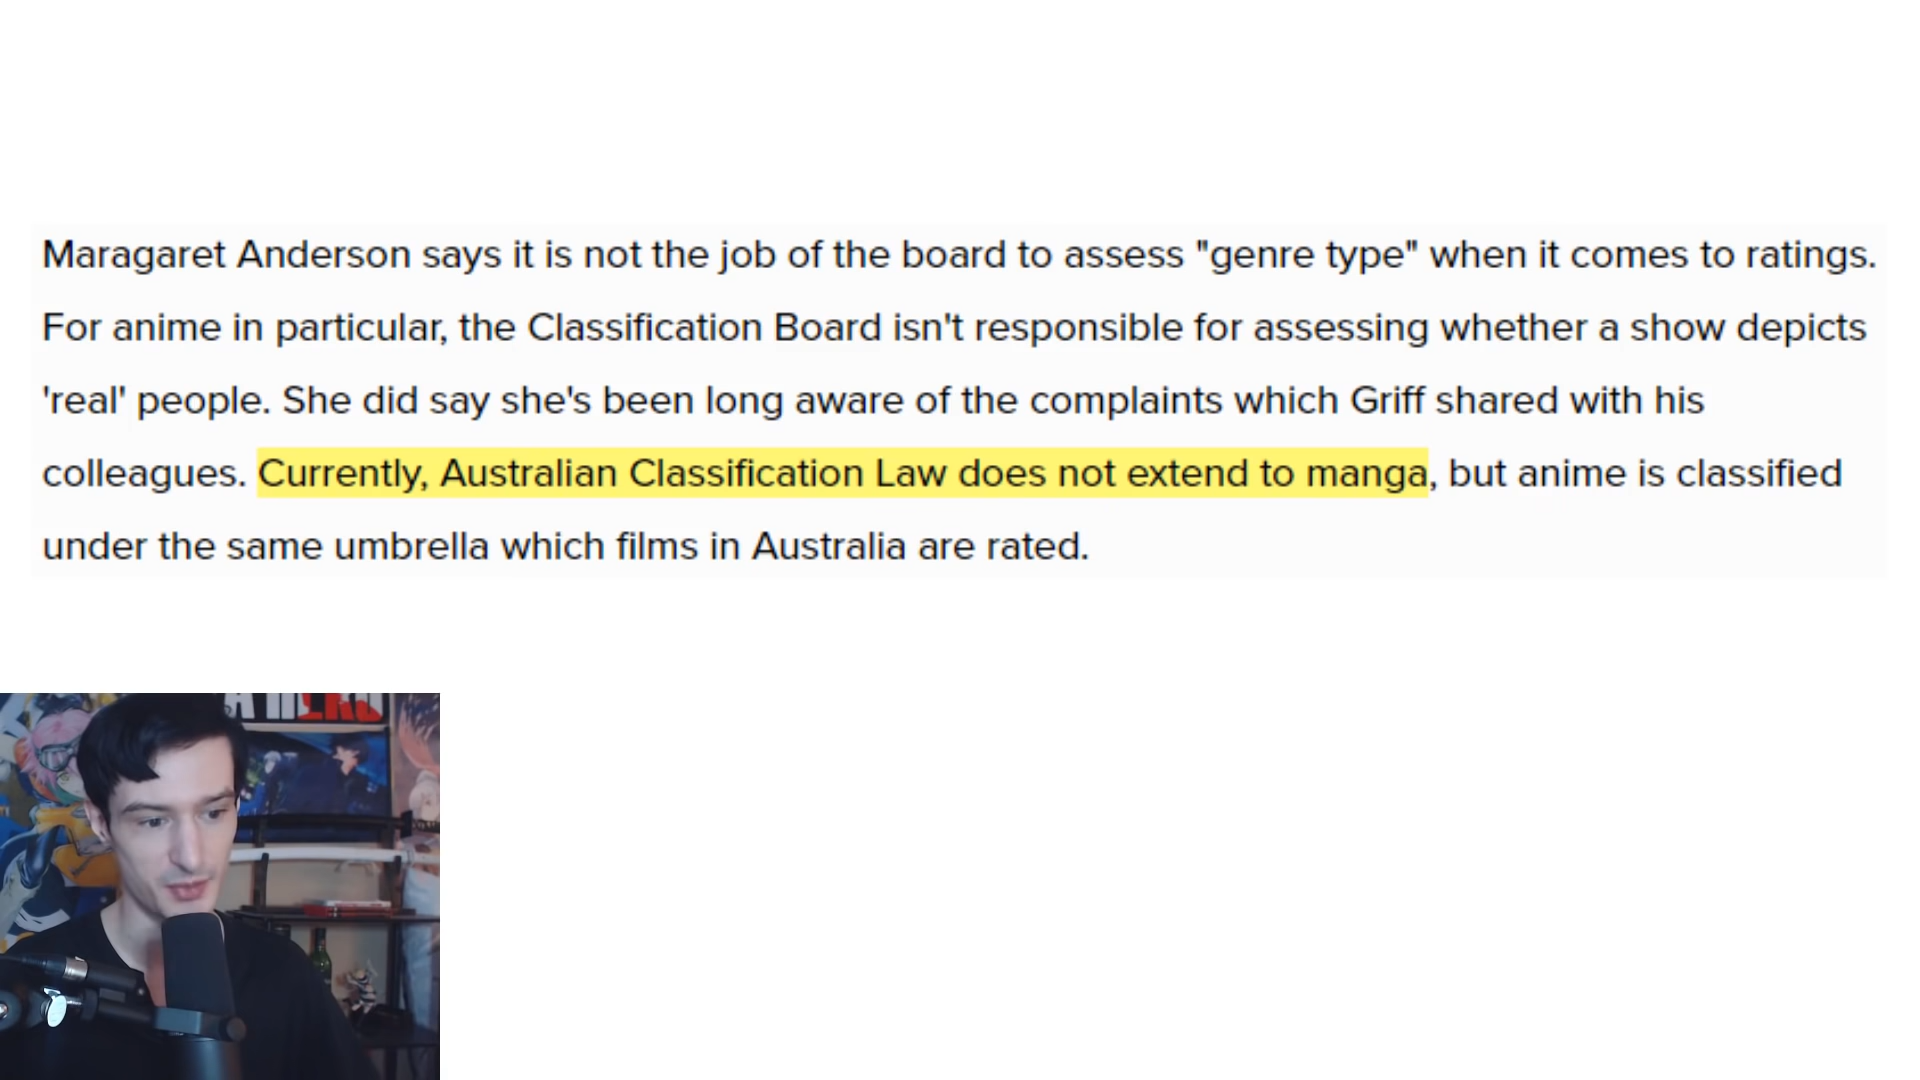 Maragaret Anderson says it is not the job of the board to assess "genre type" when it comes to ratings.
For anime in particular, the Classification Board isn't responsible for assessing whether a show depicts
'real' people. She did say she's been long aware of the complaints which Griff shared with his
colleagues. Currently, Australian Classification Law does not extend to manga, but anime is classified
under the same umbrella which films in Australia are rated.